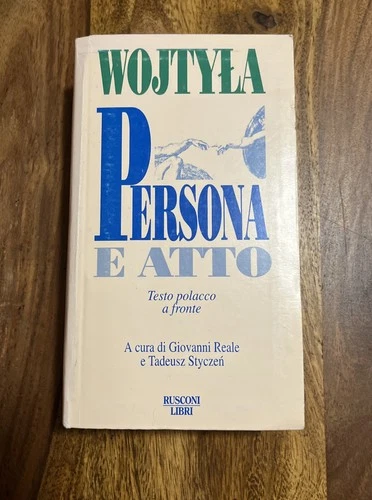 WOJTYŁA
PERSONA
E ATTO
Testo polacco
a fronte
A cura di Giovanni Reale
e Tadeusz Styczeń
RUSCONI
LIBRI